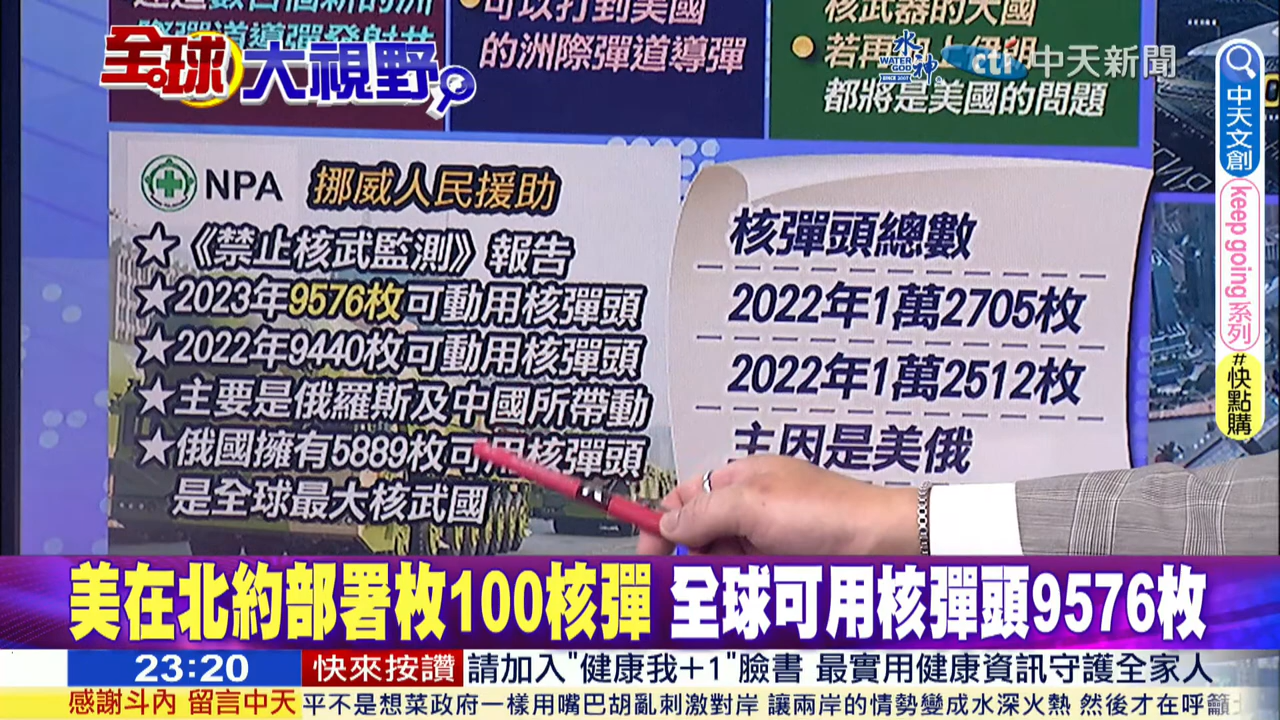 可以打到美國
的洲際彈道導彈
核武器的大國
若再加上伊朗
都將是美國的問題
全球大視野
水神
WATER GOD
SINCE 2007
cti 中天新聞
中天文創
keep going系列
#快點購
NPA 挪威人民援助
★《禁止核武監測》報告
★2023年9576枚可動用核彈頭
★2022年9440枚可動用核彈頭
★主要是俄羅斯及中國所帶動
★俄國擁有5889枚可用核彈頭
是全球最大核武國
核彈頭總數
2022年1萬2705枚
2022年1萬2512枚
主因是美俄
美在北約部署枚100核彈 全球可用核彈頭9576枚
23:20 快來按讚 請加入"健康我+1"臉書 最實用健康資訊守護全家人
感謝斗內 留言中天 平不是想菜政府一樣用嘴巴胡亂刺激對岸 讓兩岸的情勢變成水深火熱 然後才在呼籲